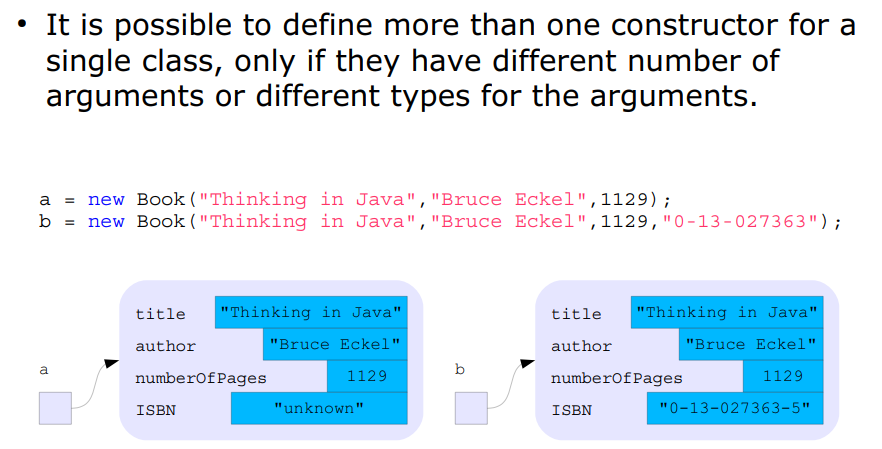 • It is possible to define more than one constructor for a
single class, only if they have different number of
arguments or different types for the arguments.
a = new Book("Thinking in Java","Bruce Eckel",1129);
b = new Book("Thinking in Java","Bruce Eckel",1129,"0-13-027363");
a
title "Thinking in Java"
author "Bruce Eckel"
numberOfPages 1129
ISBN "unknown"
b
title "Thinking in Java"
author "Bruce Eckel"
numberOfPages 1129
ISBN "0-13-027363-5"